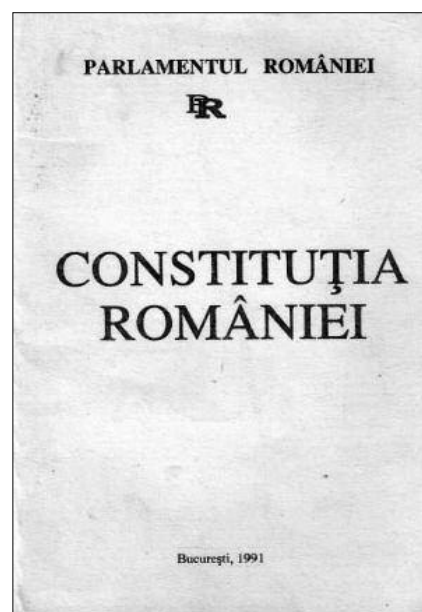 PARLAMENTUL ROMÂNIEI
PR
CONSTITUŢIA
ROMÂNIEI
Bucureşti, 1991